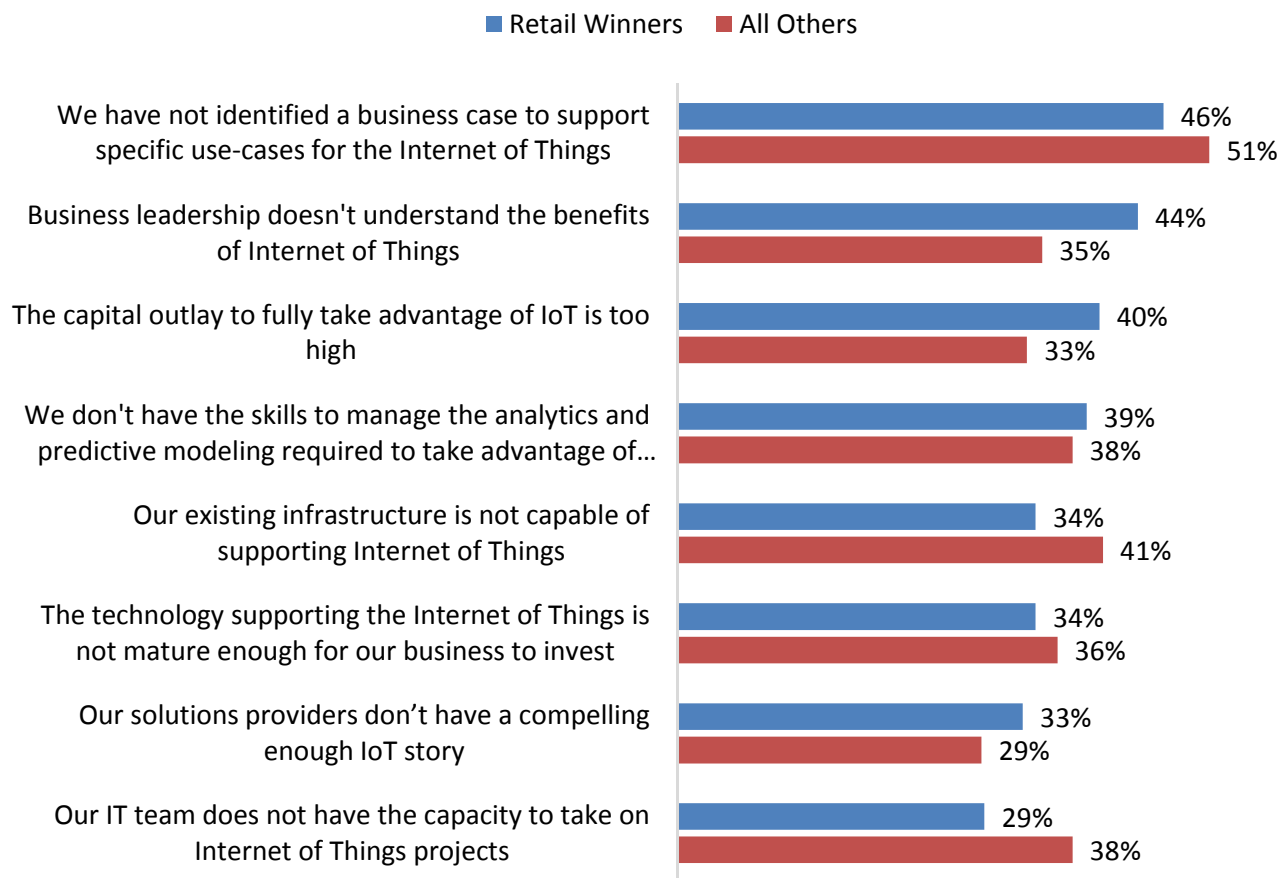 Retail Winners All Others
We have not identified a business case to support
specific use-cases for the Internet of Things
46%
51%
Business leadership doesn't understand the benefits
of Internet of Things
44%
35%
The capital outlay to fully take advantage of IoT is too
high
40%
33%
We don't have the skills to manage the analytics and
predictive modeling required to take advantage of…
39%
38%
Our existing infrastructure is not capable of
supporting Internet of Things
34%
41%
The technology supporting the Internet of Things is
not mature enough for our business to invest
34%
36%
Our solutions providers don’t have a compelling
enough IoT story
33%
29%
Our IT team does not have the capacity to take on
Internet of Things projects
29%
38%